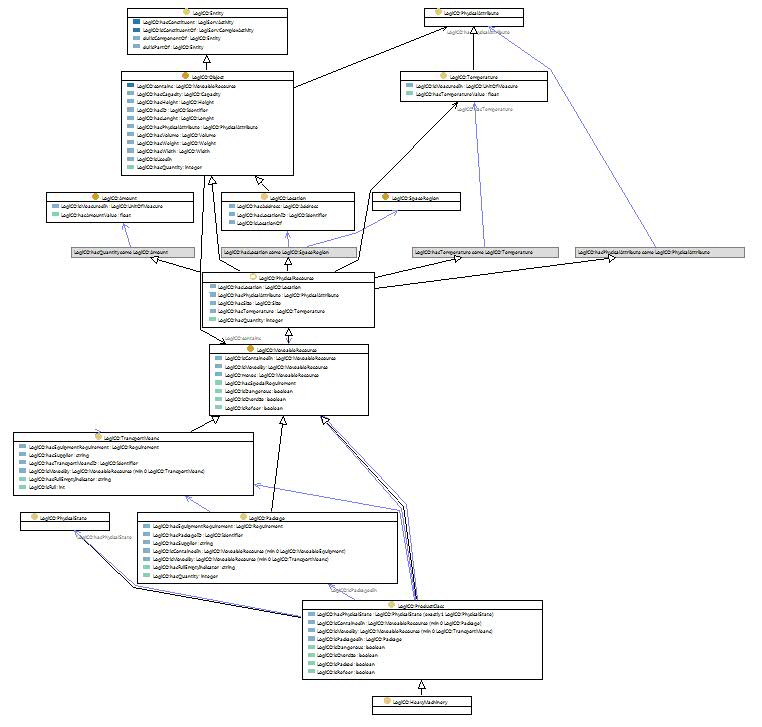 LogiCO:Entity
LogiCO:hasConstituent : LogiServ:Activity
LogiCO:isConstituentOf : LogiServ:ComplexActivity
dul:isComponentOf : LogiCO:Entity
dul:isPartOf : LogiCO:Entity
LogiCO:PhysicalAttribute
LogiCO:hasPhysicalAttribute
LogiCO:Object
LogiCO:contains : LogiCO:MoveableResource
LogiCO:hasCapacity : LogiCO:Capacity
LogiCO:hasHeight : LogiCO:Height
LogiCO:hasID : LogiCO:Identifier
LogiCO:hasLenght : LogiCO:Lenght
LogiCO:hasPhysicalAttribute : LogiCO:PhysicalAttribute
LogiCO:hasVolume : LogiCO:Volume
LogiCO:hasWeight : LogiCO:Weight
LogiCO:hasWidth : LogiCO:Width
LogiCO:isUsedIn
LogiCO:hasQuantity : integer
LogiCO:Temperature
LogiCO:isMeasuredIn : LogiCO:UnitOfMeasure
LogiCO:hasTemperatureValue : float
LogiCO:hasTemperature
LogiCO:Amount
LogiCO:isMeasuredIn : LogiCO:UnitOfMeasure
LogiCO:hasAmountValue : float
LogiCO:Location
LogiCO:hasAddress : LogiCO:Address
LogiCO:hasLocationID : LogiCO:Identifier
LogiCO:isLocationOf
LogiCO:SpaceRegion
LogiCO:hasQuantity some LogiCO:Amount
LogiCO:hasLocation some LogiCO:SpaceRegion
LogiCO:hasTemperature some LogiCO:Temperature
LogiCO:hasPhysicalAttribute some LogiCO:PhysicalAttribute
LogiCO:PhysicalResource
LogiCO:hasLocation : LogiCO:Location
LogiCO:hasPhysicalAttribute : LogiCO:PhysicalAttribute
LogiCO:hasSize : LogiCO:Size
LogiCO:hasTemperature : LogiCO:Temperature
LogiCO:hasQuantity : integer
LogiCO:contains
LogiCO:MoveableResource
LogiCO:isContainedIn : LogiCO:MoveableResource
LogiCO:isMovedBy : LogiCO:MoveableResource
LogiCO:moves : LogiCO:MoveableResource
LogiCO:hasSpecialRequirement
LogiCO:isDangerous : boolean
LogiCO:isOversize : boolean
LogiCO:isReefer : boolean
LogiCO:TransportMeans
LogiCO:hasEquipmentRequirement : LogiCO:Requirement
LogiCO:hasSupplier : string
LogiCO:hasTransportMeansID : LogiCO:Identifier
LogiCO:isMovedBy : LogiCO:MoveableResource (min 0 LogiCO:TransportMeans)
LogiCO:hasFullEmptyIndicator : string
LogiCO:isFull : int
LogiCO:PhysicalState
LogiCO:hasPhysicalState
LogiCO:Package
LogiCO:hasEquipmentRequirement : LogiCO:Requirement
LogiCO:hasPackageID : LogiCO:Identifier
LogiCO:hasSupplier : string
LogiCO:isContainedIn : LogiCO:MoveableResource (min 0 LogiCO:MoveableEquipment)
LogiCO:isMovedBy : LogiCO:MoveableResource (min 0 LogiCO:TransportMeans)
LogiCO:hasFullEmptyIndicator : string
LogiCO:hasQuantity : integer
LogiCO:isPackagedIn
LogiCO:ProductClass
LogiCO:hasPhysicalState : LogiCO:PhysicalState (exactly 1 LogiCO:PhysicalState)
LogiCO:isContainedIn : LogiCO:MoveableResource (min 0 LogiCO:Package)
LogiCO:isMovedBy : LogiCO:MoveableResource (min 0 LogiCO:TransportMeans)
LogiCO:isPackagedIn : LogiCO:Package
LogiCO:isDangerous : boolean
LogiCO:isOversize : boolean
LogiCO:isPacked : boolean
LogiCO:isReefer : boolean
LogiCO:HeavyMachinery